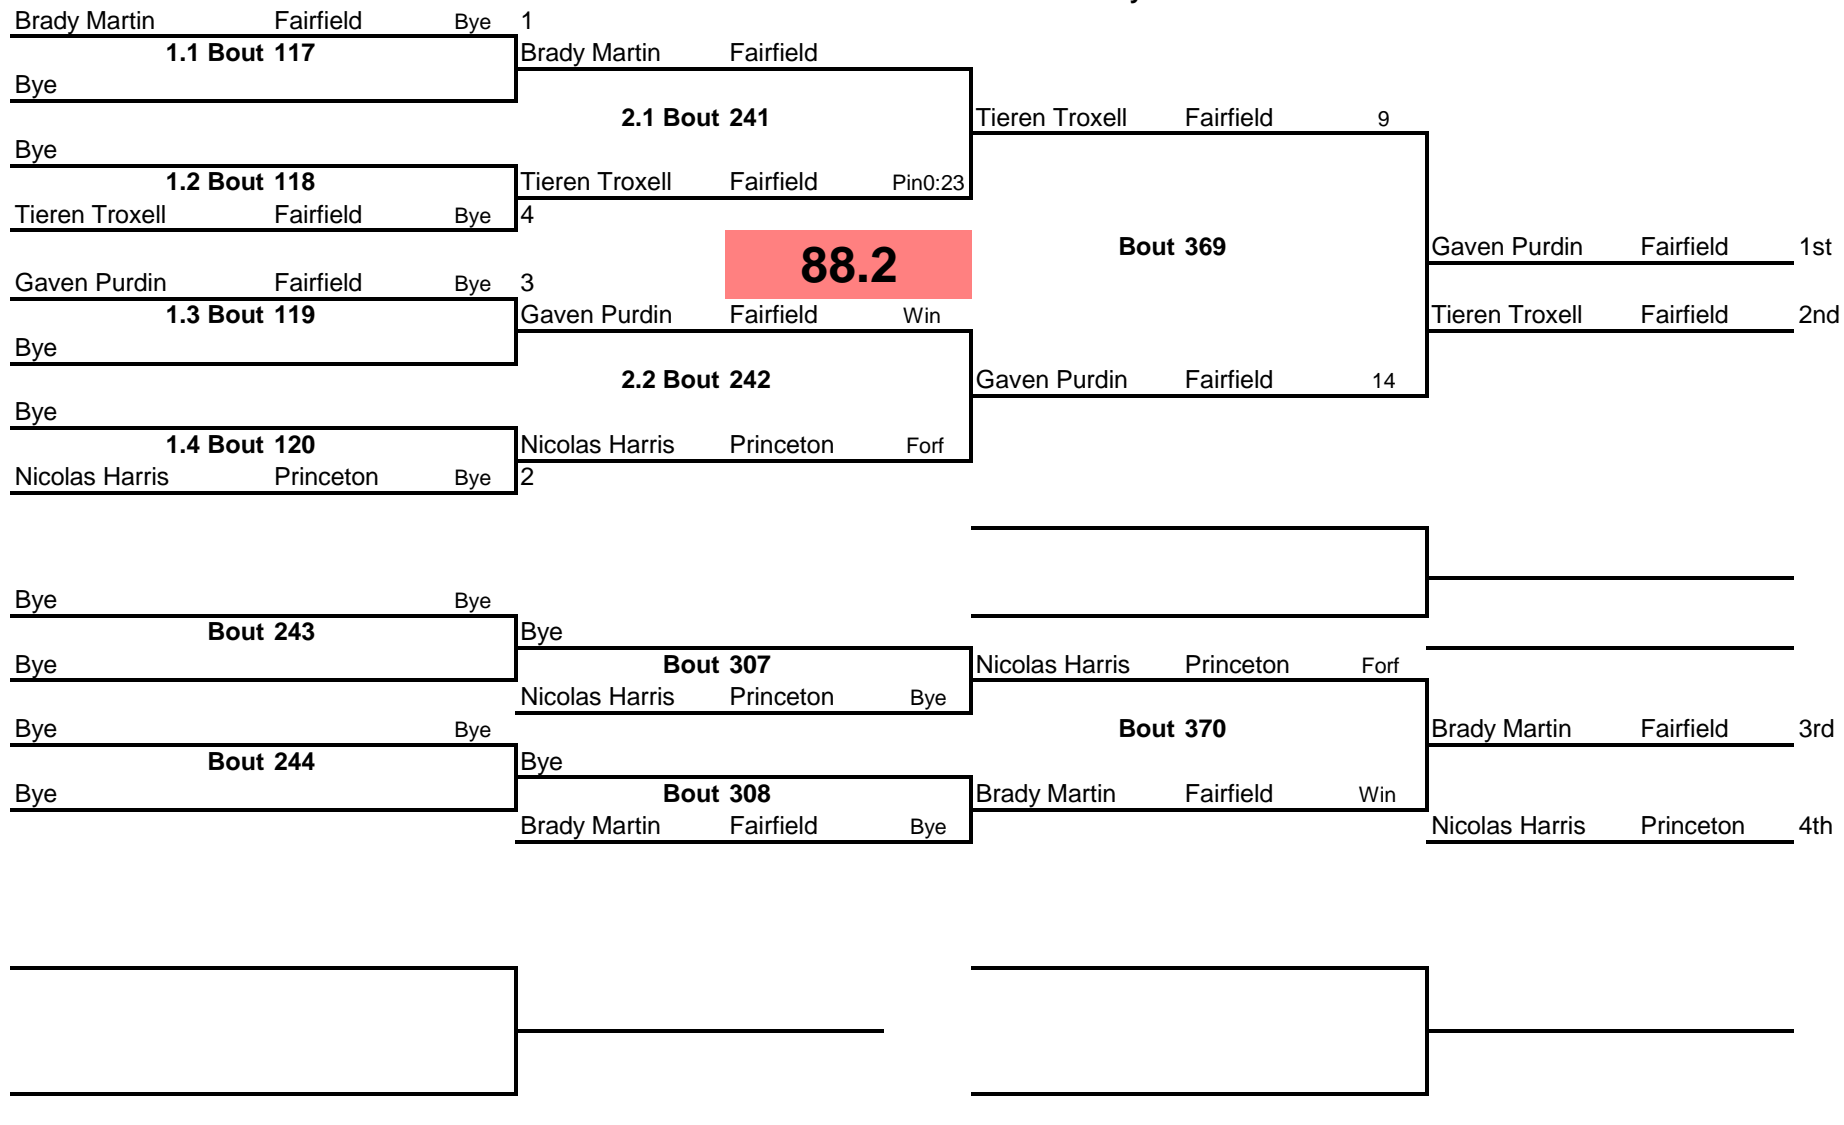 Brady Martin Fairfield Bye 1
1.1 Bout 117 Brady Martin Fairfield
Bye
2.1 Bout 241 Tieren Troxell Fairfield 9
Bye
1.2 Bout 118 Tieren Troxell Fairfield Pin0:23
Tieren Troxell Fairfield Bye 4
88.2 Bout 369 Gaven Purdin Fairfield 1st
Gaven Purdin Fairfield Bye 3
1.3 Bout 119 Gaven Purdin Fairfield Win Tieren Troxell Fairfield 2nd
Bye
2.2 Bout 242 Gaven Purdin Fairfield 14
Bye
1.4 Bout 120 Nicolas Harris Princeton Forf
Nicolas Harris Princeton Bye 2
Bye Bye
Bout 243 Bye
Bye Bout 307 Nicolas Harris Princeton Forf
Nicolas Harris Princeton Bye
Bye Bye Bout 370 Brady Martin Fairfield 3rd
Bout 244 Bye
Bye Bout 308 Brady Martin Fairfield Win
Brady Martin Fairfield Bye Nicolas Harris Princeton 4th